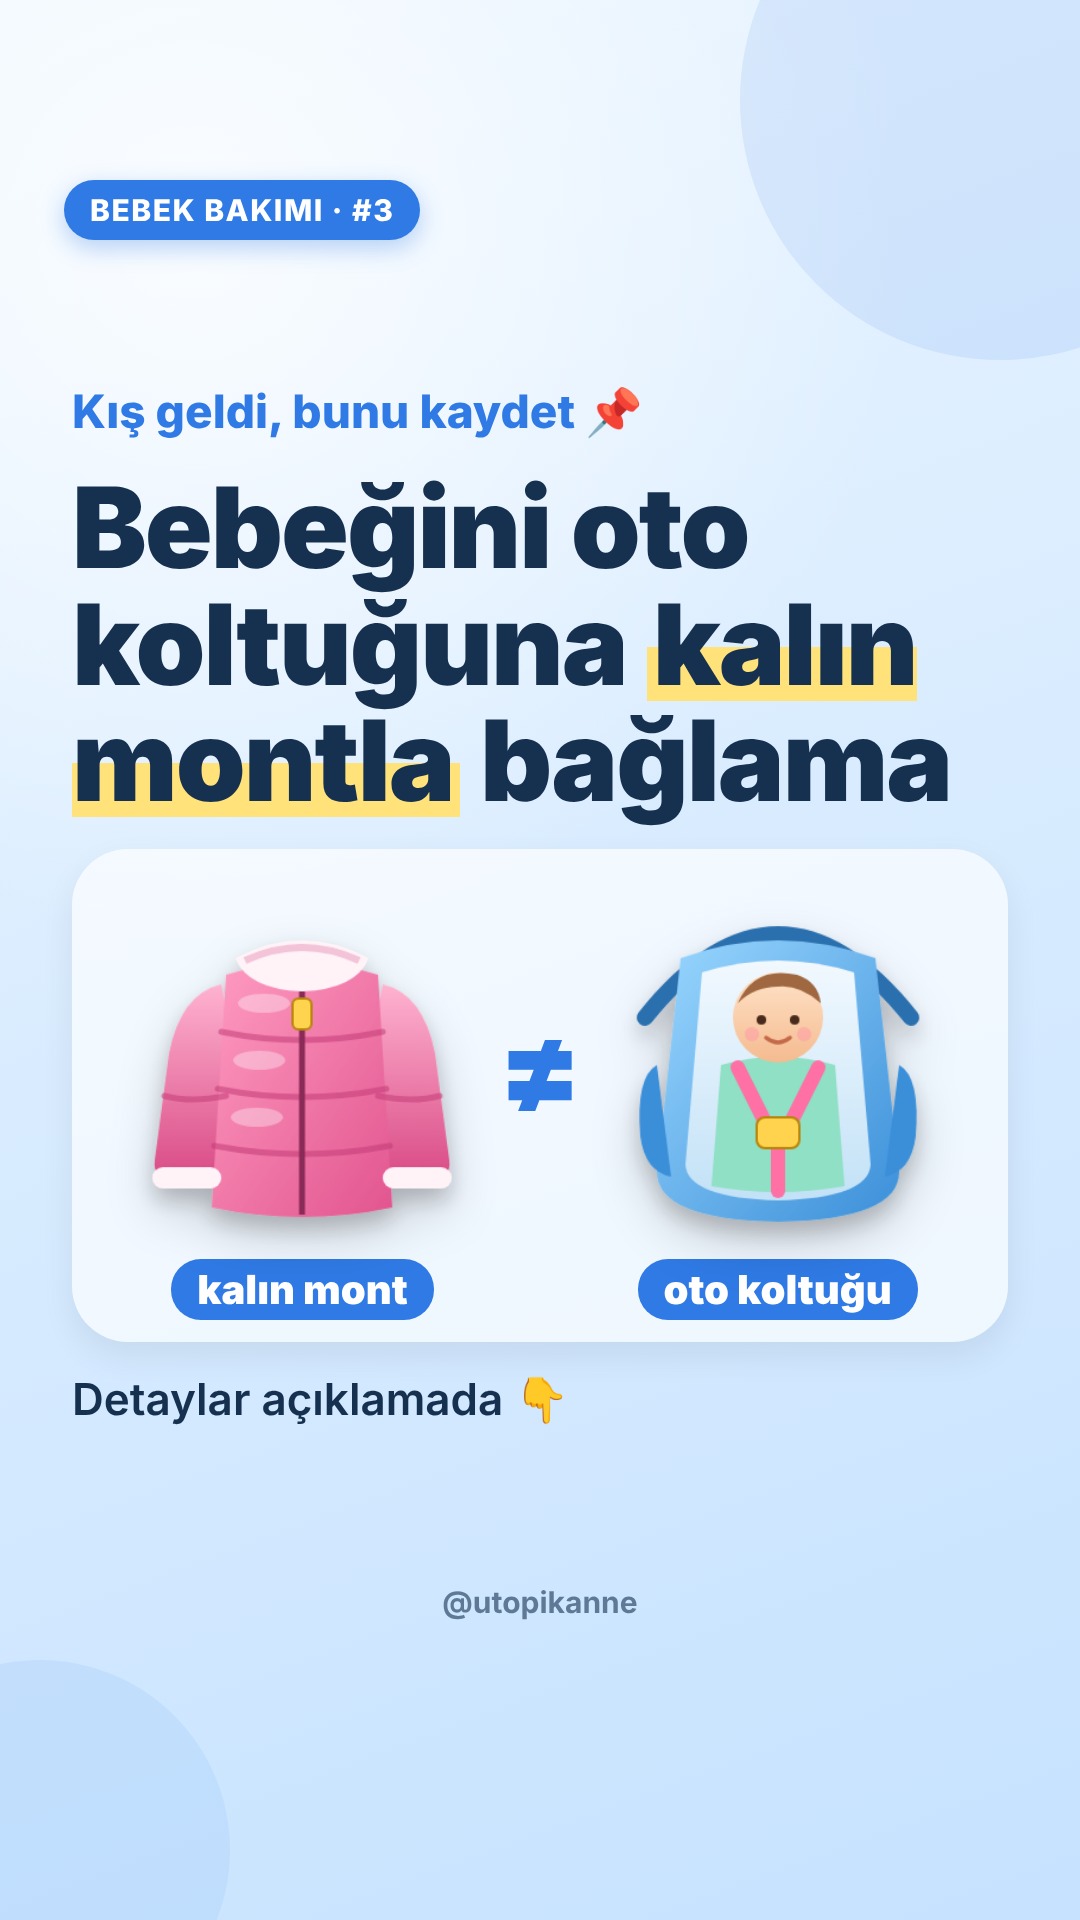 BEBEK BAKIMI · #3
Kış geldi, bunu kaydet 📌
Bebeğini oto
koltuğuna kalın
montla bağlama
≠
kalın mont
oto koltuğu
Detaylar açıklamada 👇
@utopikanne